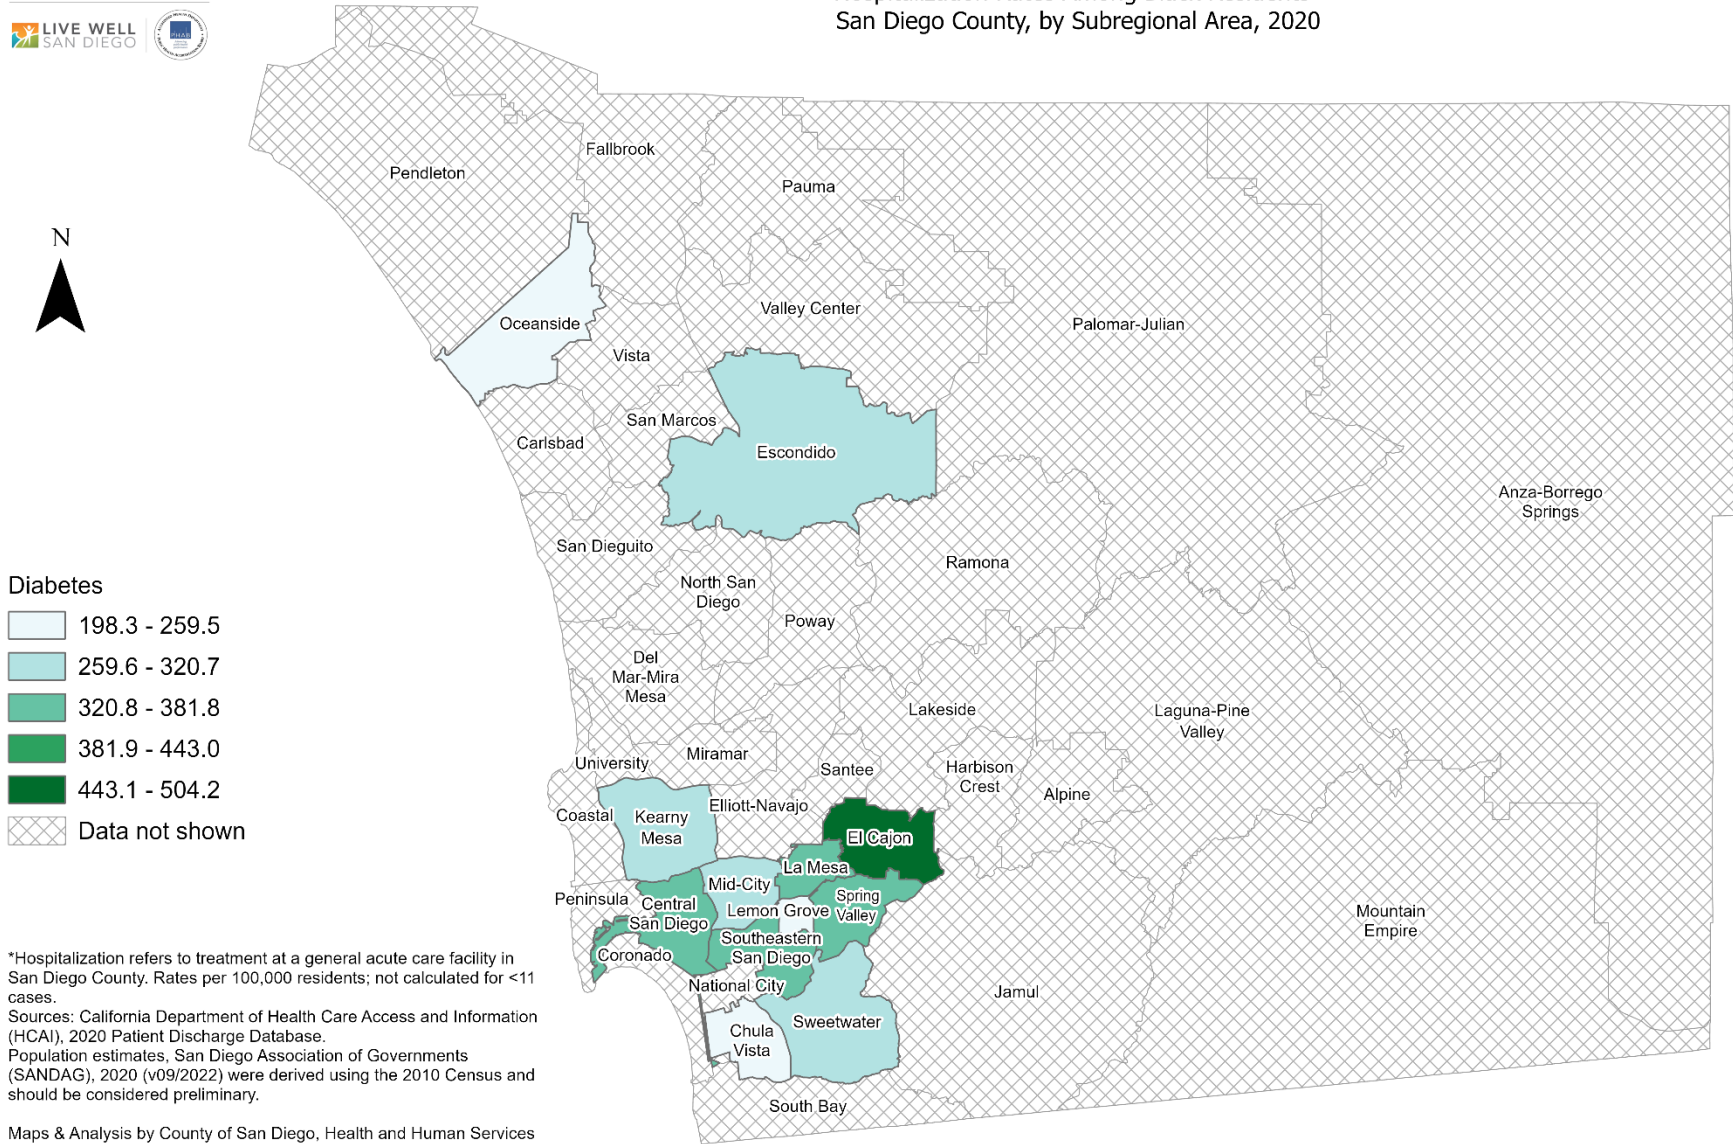 LIVE WELL
SAN DIEGO
PHAB
San Diego County, by Subregional Area, 2020
Fallbrook
Pendleton
Pauma
N
Oceanside
Valley Center
Palomar-Julian
Vista
San Marcos
Carlsbad
Escondido
Anza-Borrego
Springs
San Dieguito
Ramona
North San
Diego
Poway
Del
Mar-Mira
Mesa
Lakeside
Laguna-Pine
Valley
Miramar
University
Santee
Harbison
Crest
Alpine
Coastal
Kearny
Mesa
Elliott-Navajo
El Cajon
La Mesa
Mid-City
Peninsula
Central
San Diego
Lemon Grove
Spring
Valley
Southeastern
San Diego
Coronado
National City
Mountain
Empire
Jamul
Chula
Vista
Sweetwater
South Bay
Diabetes
198.3 - 259.5
259.6 - 320.7
320.8 - 381.8
381.9 - 443.0
443.1 - 504.2
Data not shown
*Hospitalization refers to treatment at a general acute care facility in
San Diego County. Rates per 100,000 residents; not calculated for <11
cases.
Sources: California Department of Health Care Access and Information
(HCAI), 2020 Patient Discharge Database.
Population estimates, San Diego Association of Governments
(SANDAG), 2020 (v09/2022) were derived using the 2010 Census and
should be considered preliminary.
Maps & Analysis by County of San Diego, Health and Human Services